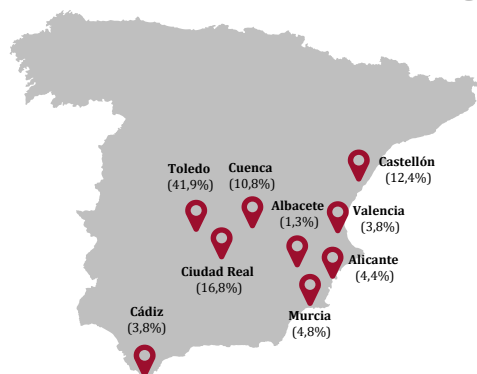 Castellón
(12,4%)
Toledo
(41,9%)
Cuenca
(10,8%)
Albacete
(1,3%)
Valencia
(3,8%)
Ciudad Real
(16,8%)
Alicante
(4,4%)
Murcia
(4,8%)
Cádiz
(3,8%)